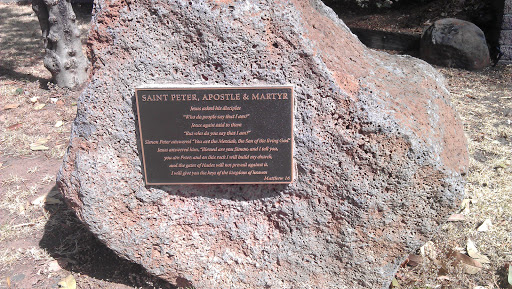 SAINT PETER, APOSTLE & MARTYR
Jesus asked his disciples
"What do people say that I am?"
Jesus again said to them
"But who do you say that I am?"
Simon Peter answered "You are the Messiah, the Son of the living God"
Jesus answered him, "Blessed are you Simon, and I tell you,
you are Peter, and on this rock I will build my church,
and the gates of Hades will not prevail against it.
I will give you the keys of the kingdom of heaven
Matthew 16